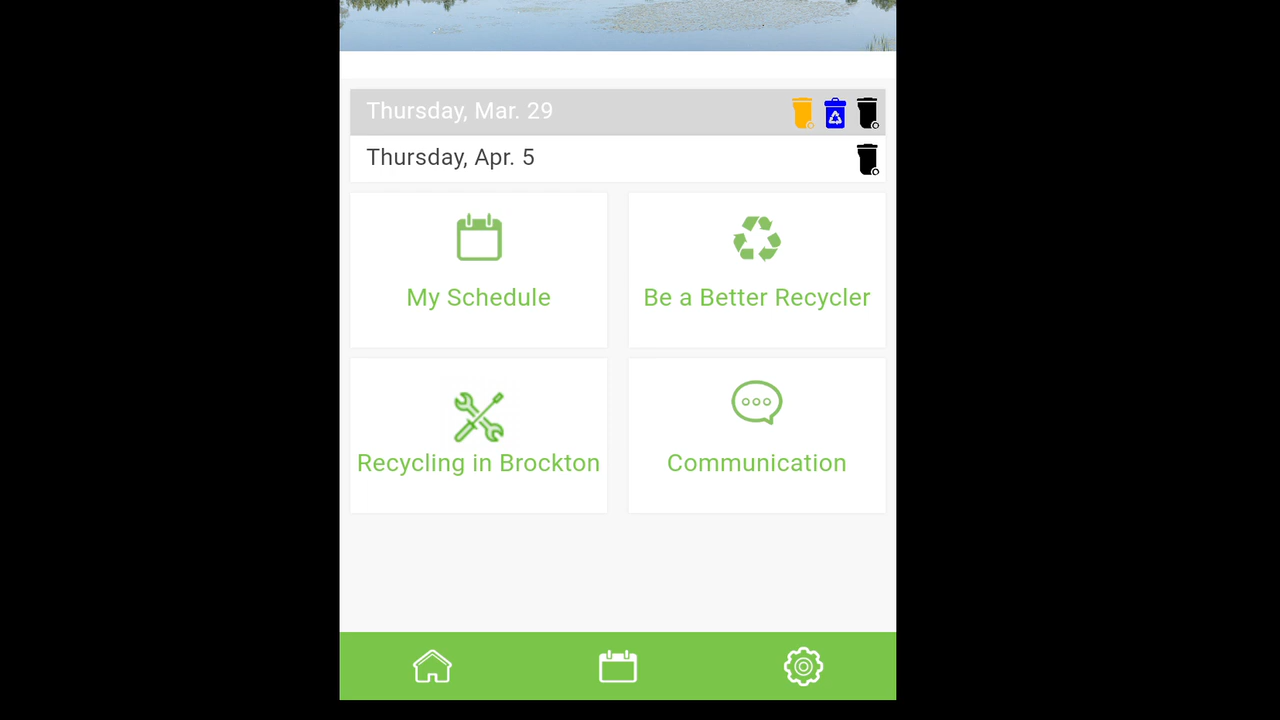 Thursday, Mar. 29
Thursday, Apr. 5
My Schedule
Be a Better Recycler
Recycling in Brockton
Communication